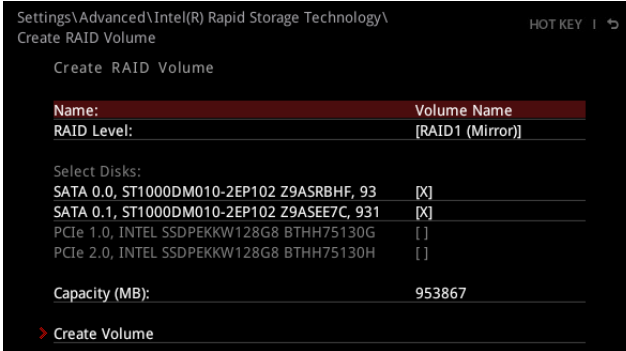 Settings\Advanced\Intel(R) Rapid Storage Technology\
Create RAID Volume
HOT KEY | ↰
Create RAID Volume
Name: Volume Name
RAID Level: [RAID1 (Mirror)]
Select Disks:
SATA 0.0, ST1000DM010-2EP102 Z9ASRBHF, 93 [X]
SATA 0.1, ST1000DM010-2EP102 Z9ASEE7C, 931 [X]
PCIe 1.0, INTEL SSDPEKKW128G8 BTHH75130G [ ]
PCIe 2.0, INTEL SSDPEKKW128G8 BTHH75130H [ ]
Capacity (MB): 953867
> Create Volume